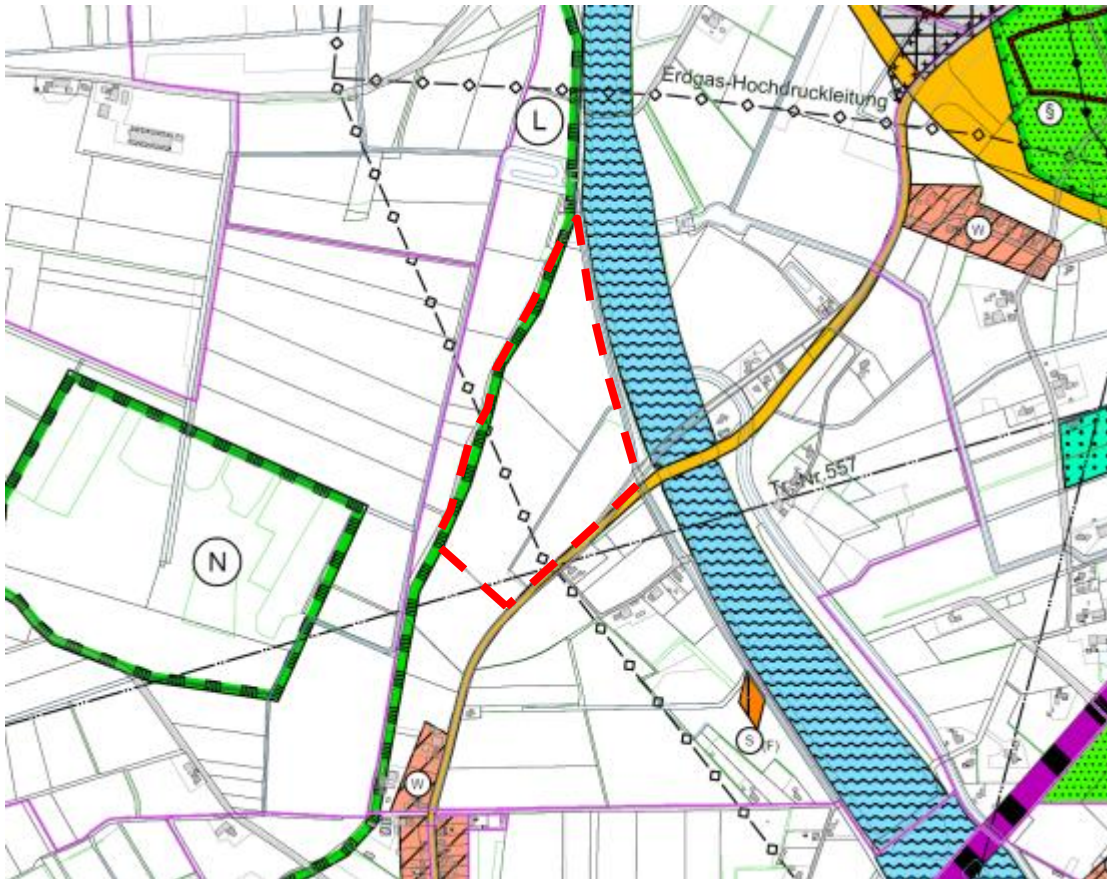 Erdgas-Hochdruckleitung
L
§
W
Tr.-Nr. 557
N
S (F)
W